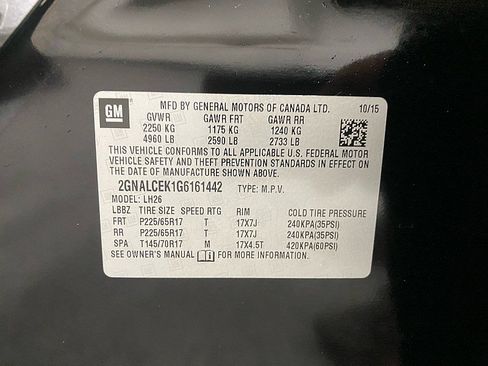 GM
MFD BY GENERAL MOTORS OF CANADA LTD. 10/15
GVWR GAWR FRT GAWR RR
2250 KG 1175 KG 1240 KG
4960 LB 2590 LB 2733 LB
THIS VEHICLE CONFORMS TO ALL APPLICABLE U.S. FEDERAL MOTOR
VEHICLE SAFETY AND THEFT PREVENTION STANDARDS IN EFFECT
ON THE DATE OF MANUFACTURE SHOWN ABOVE.
2GNALCEK1G6161442 TYPE: M.P.V.
MODEL: LH26
LBBZ TIRE SIZE SPEED RTG RIM COLD TIRE PRESSURE
FRT P225/65R17 T 17X7J 240KPA(35PSI)
RR P225/65R17 T 17X7J 240KPA(35PSI)
SPA T145/70R17 M 17X4.5T 420KPA(60PSI)
SEE OWNER'S MANUAL FOR MORE INFORMATION.